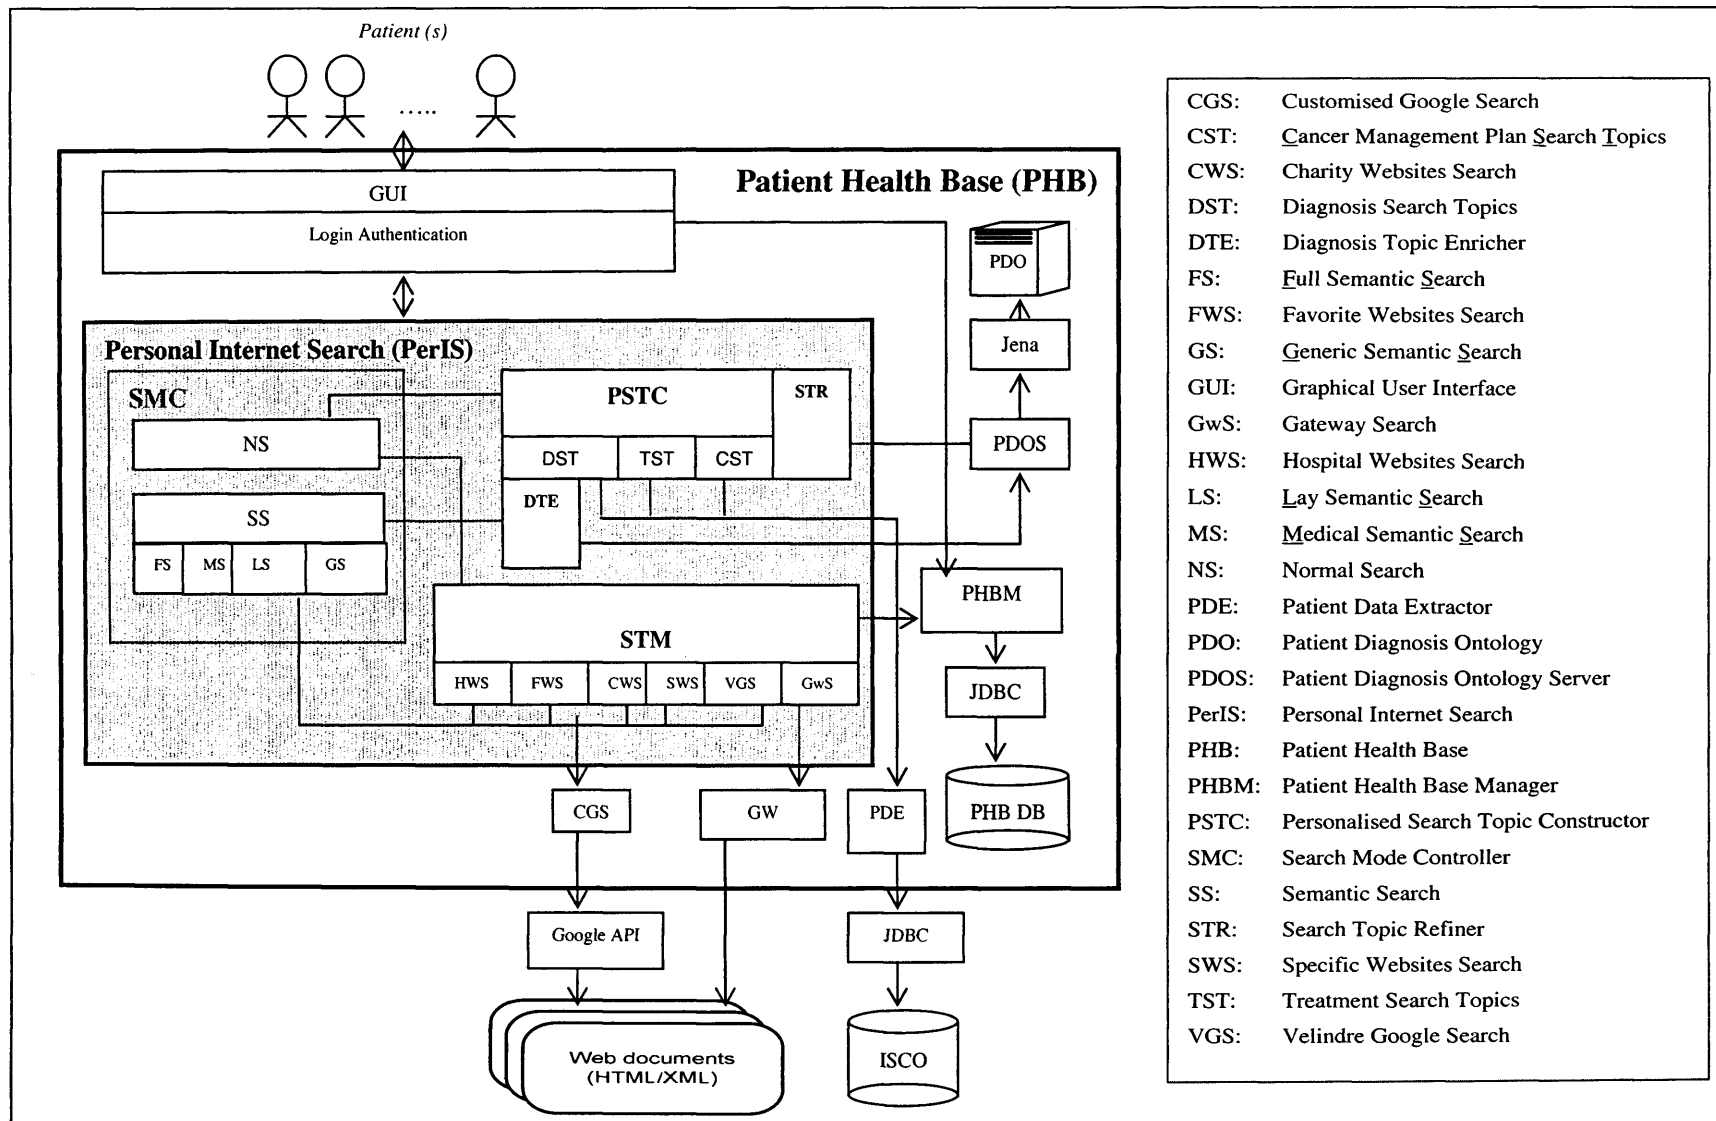 Patient (s)
.....
Patient Health Base (PHB)
GUI
Login Authentication
PDO
Jena
PDOS
Personal Internet Search (PerIS)
SMC
NS
SS
FS MS LS GS
PSTC
STR
DST TST CST
DTE
STM
HWS FWS CWS SWS VGS GwS
PHBM
JDBC
PHB DB
CGS
GW
PDE
Google API
JDBC
Web documents
(HTML/XML)
ISCO
CGS: Customised Google Search
CST: Cancer Management Plan Search Topics
CWS: Charity Websites Search
DST: Diagnosis Search Topics
DTE: Diagnosis Topic Enricher
FS: Full Semantic Search
FWS: Favorite Websites Search
GS: Generic Semantic Search
GUI: Graphical User Interface
GwS: Gateway Search
HWS: Hospital Websites Search
LS: Lay Semantic Search
MS: Medical Semantic Search
NS: Normal Search
PDE: Patient Data Extractor
PDO: Patient Diagnosis Ontology
PDOS: Patient Diagnosis Ontology Server
PerIS: Personal Internet Search
PHB: Patient Health Base
PHBM: Patient Health Base Manager
PSTC: Personalised Search Topic Constructor
SMC: Search Mode Controller
SS: Semantic Search
STR: Search Topic Refiner
SWS: Specific Websites Search
TST: Treatment Search Topics
VGS: Velindre Google Search